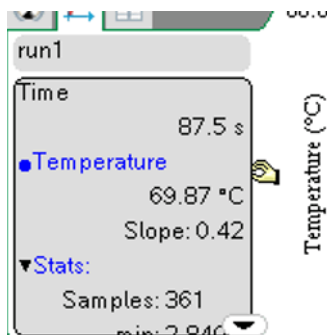 run1
Time
87.5 s
Temperature
69.87 °C
Slope: 0.42
Stats:
Samples: 361
Temperature (°C)